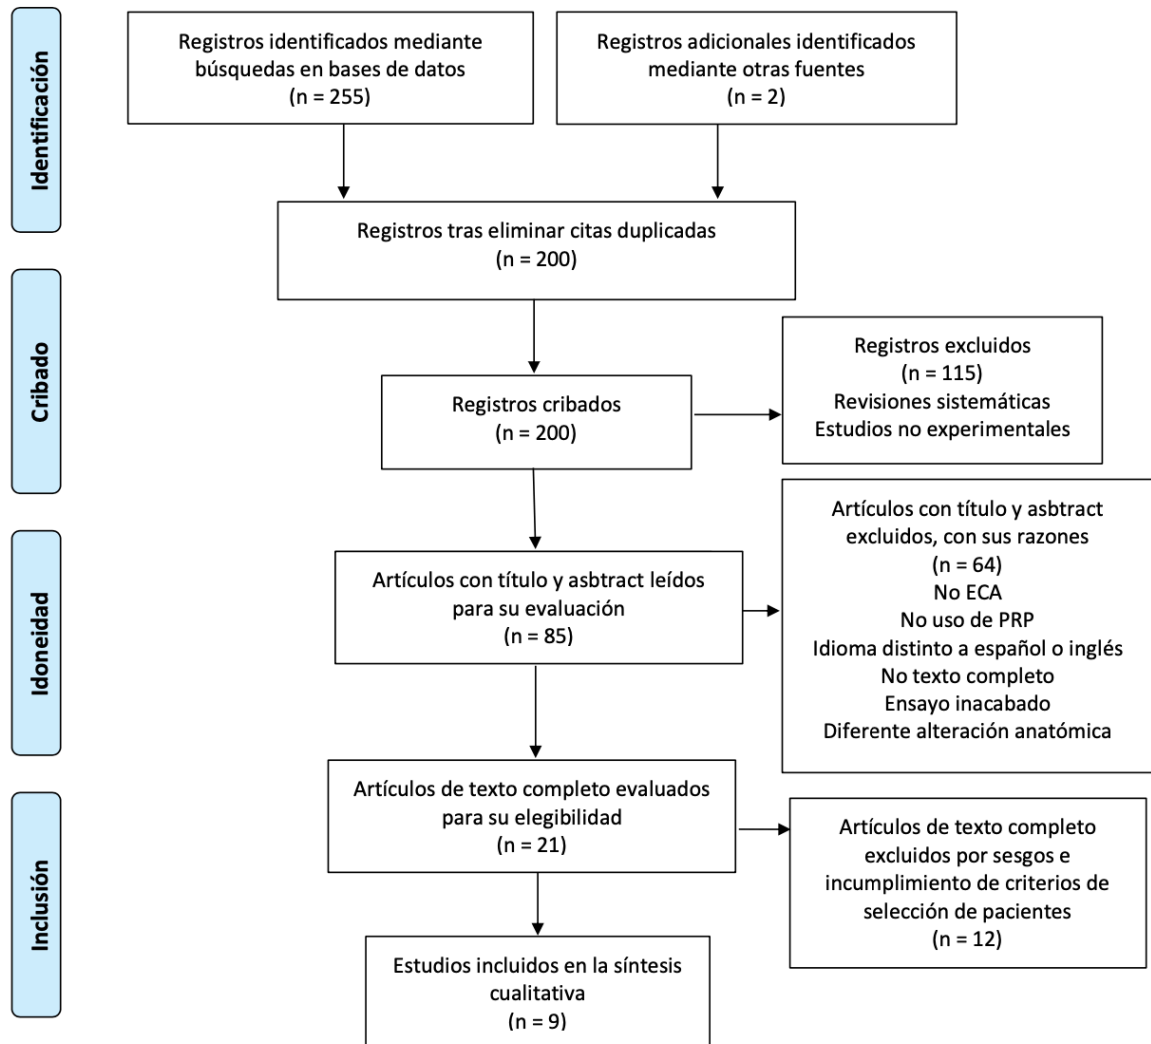 Identificación
Registros identificados mediante
búsquedas en bases de datos
(n = 255)
Registros adicionales identificados
mediante otras fuentes
(n = 2)
Registros tras eliminar citas duplicadas
(n = 200)
Cribado
Registros cribados
(n = 200)
Registros excluidos
(n = 115)
Revisiones sistemáticas
Estudios no experimentales
Idoneidad
Artículos con título y asbtract leídos
para su evaluación
(n = 85)
Artículos con título y asbtract
excluidos, con sus razones
(n = 64)
No ECA
No uso de PRP
Idioma distinto a español o inglés
No texto completo
Ensayo inacabado
Diferente alteración anatómica
Inclusión
Artículos de texto completo evaluados
para su elegibilidad
(n = 21)
Artículos de texto completo
excluidos por sesgos e
incumplimiento de criterios de
selección de pacientes
(n = 12)
Estudios incluidos en la síntesis
cualitativa
(n = 9)